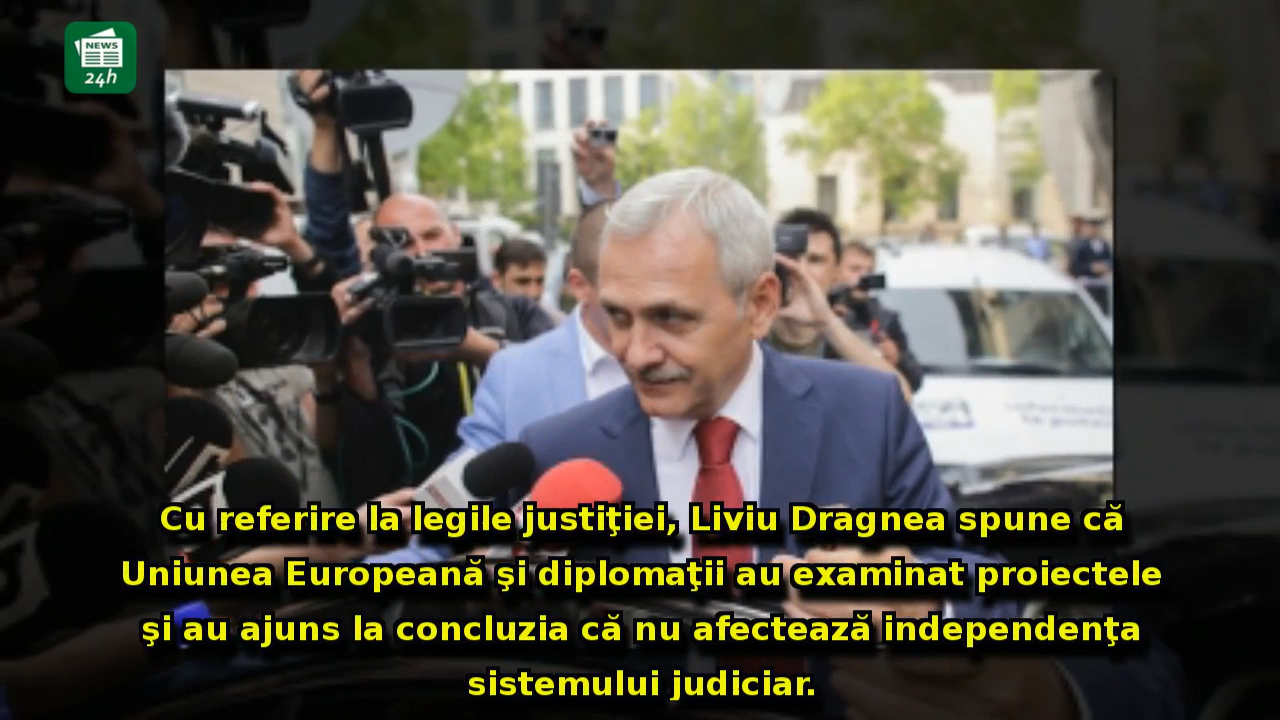 NEWS
24h
Cu referire la legile justiţiei, Liviu Dragnea spune că
Uniunea Europeană şi diplomaţii au examinat proiectele
şi au ajuns la concluzia că nu afectează independenţa
sistemului judiciar.